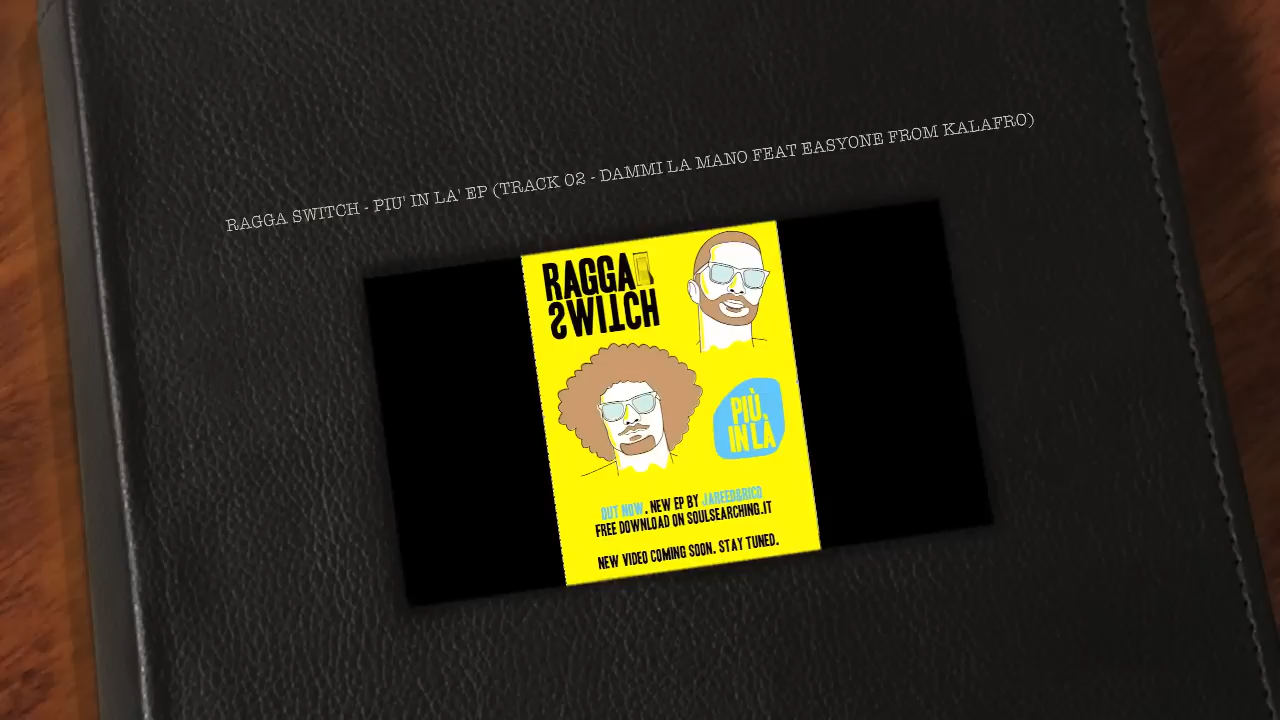 RAGGA SWITCH - PIU' IN LA' EP (TRACK 02 - DAMMI LA MANO FEAT EASYONE FROM KALAFRO)
RAGGA
SWITCH
PIÙ,
IN LÀ
OUT NOW. NEW EP BY JAREED&RICO
FREE DOWNLOAD ON SOULSEARCHING.IT
NEW VIDEO COMING SOON. STAY TUNED.